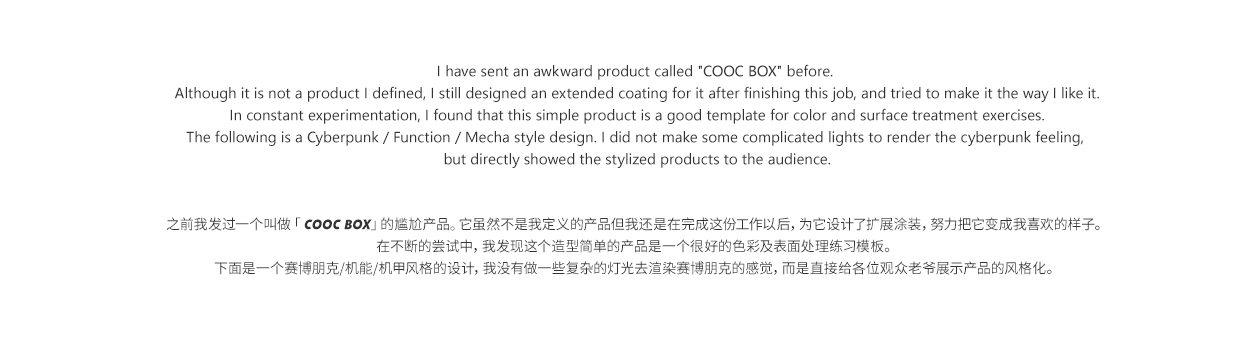 I have sent an awkward product called "COOC BOX" before.
Although it is not a product I defined, I still designed an extended coating for it after finishing this job, and tried to make it the way I like it.
In constant experimentation, I found that this simple product is a good template for color and surface treatment exercises.
The following is a Cyberpunk / Function / Mecha style design. I did not make some complicated lights to render the cyberpunk feeling,
but directly showed the stylized products to the audience.
之前我发过一个叫做「 COOC BOX」的尴尬产品。它虽然不是我定义的产品但我还是在完成这份工作以后，为它设计了扩展涂装，努力把它变成我喜欢的样子。
在不断的尝试中，我发现这个造型简单的产品是一个很好的色彩及表面处理练习模板。
下面是一个赛博朋克/机能/机甲风格的设计，我没有做一些复杂的灯光去渲染赛博朋克的感觉，而是直接给各位观众老爷展示产品的风格化。